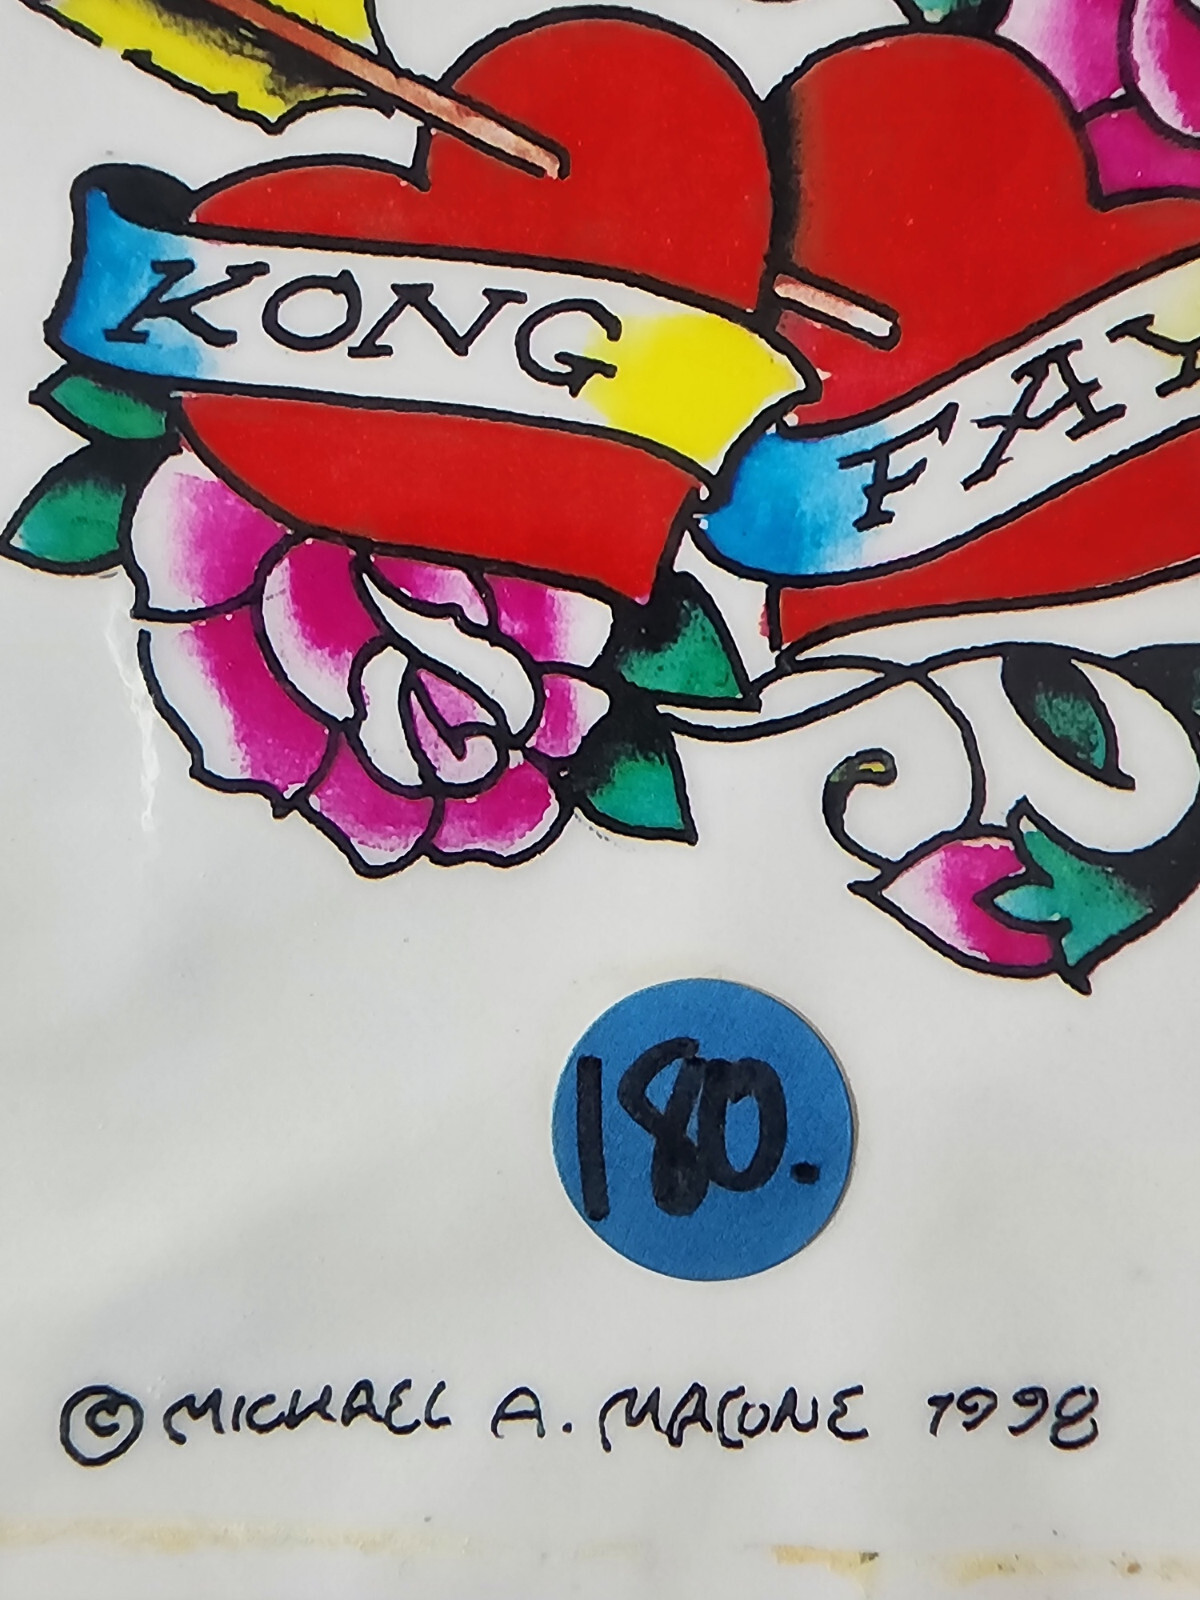 KONG
FAY
180.
© MICHAEL A. MALONE 1998